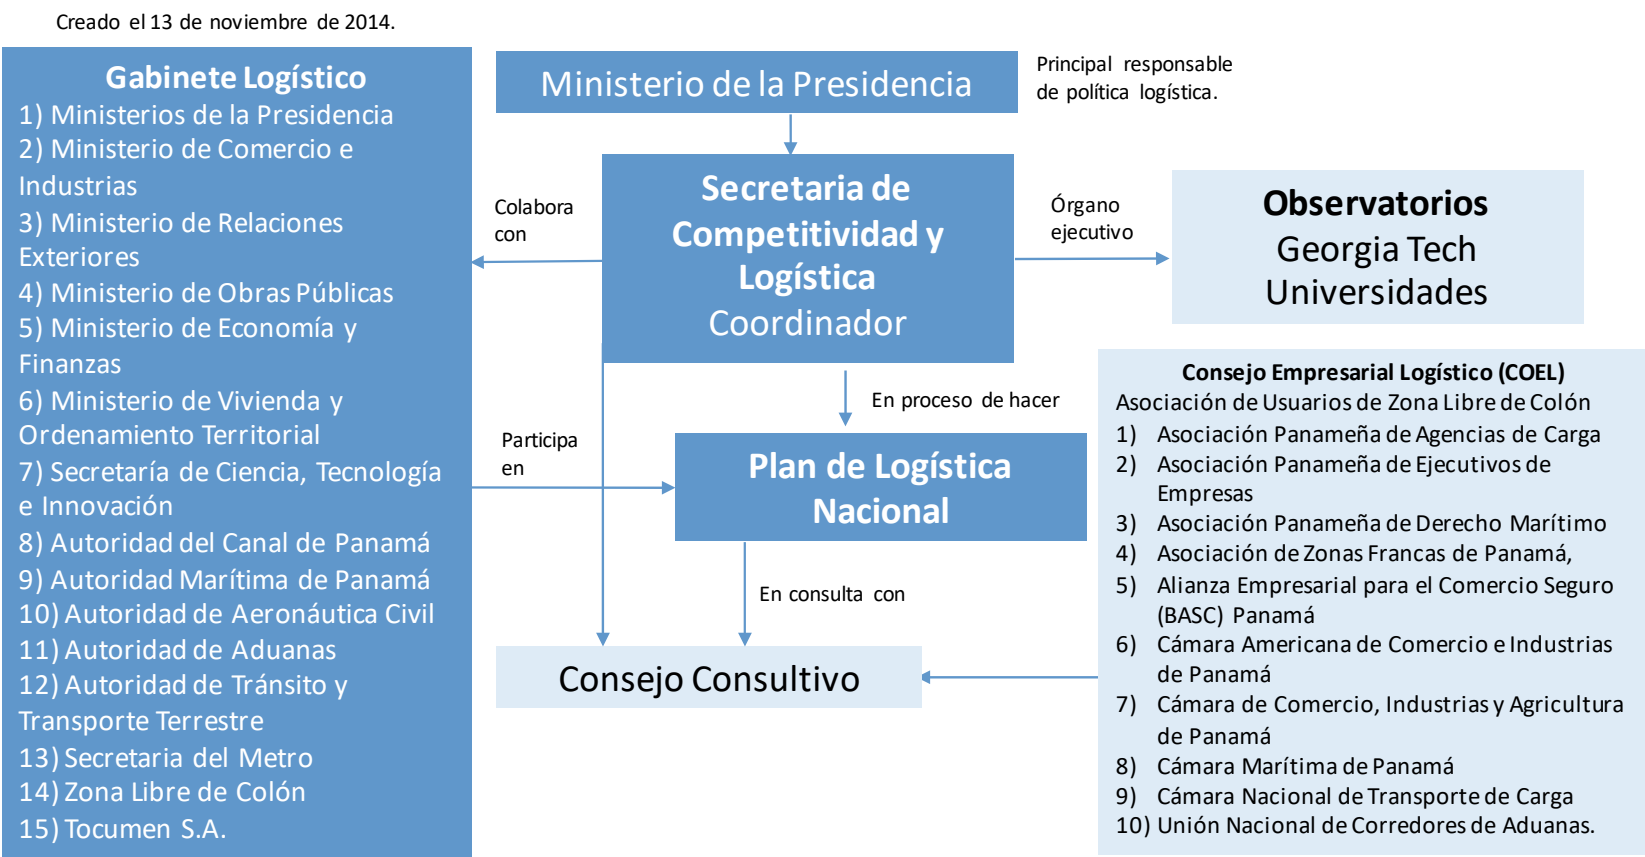 Creado el 13 de noviembre de 2014.
Gabinete Logístico
1) Ministerios de la Presidencia
2) Ministerio de Comercio e
Industrias
3) Ministerio de Relaciones
Exteriores
4) Ministerio de Obras Públicas
5) Ministerio de Economía y
Finanzas
6) Ministerio de Vivienda y
Ordenamiento Territorial
7) Secretaría de Ciencia, Tecnología
e Innovación
8) Autoridad del Canal de Panamá
9) Autoridad Marítima de Panamá
10) Autoridad de Aeronáutica Civil
11) Autoridad de Aduanas
12) Autoridad de Tránsito y
Transporte Terrestre
13) Secretaria del Metro
14) Zona Libre de Colón
15) Tocumen S.A.
Ministerio de la Presidencia
Principal responsable
de política logística.
Secretaria de
Competitividad y
Logística
Coordinador
Colabora
con
Órgano
ejecutivo
Observatorios
Georgia Tech
Universidades
En proceso de hacer
Participa
en
Plan de Logística
Nacional
En consulta con
Consejo Consultivo
Consejo Empresarial Logístico (COEL)
Asociación de Usuarios de Zona Libre de Colón
1) Asociación Panameña de Agencias de Carga
2) Asociación Panameña de Ejecutivos de
Empresas
3) Asociación Panameña de Derecho Marítimo
4) Asociación de Zonas Francas de Panamá,
5) Alianza Empresarial para el Comercio Seguro
(BASC) Panamá
6) Cámara Americana de Comercio e Industrias
de Panamá
7) Cámara de Comercio, Industrias y Agricultura
de Panamá
8) Cámara Marítima de Panamá
9) Cámara Nacional de Transporte de Carga
10) Unión Nacional de Corredores de Aduanas.